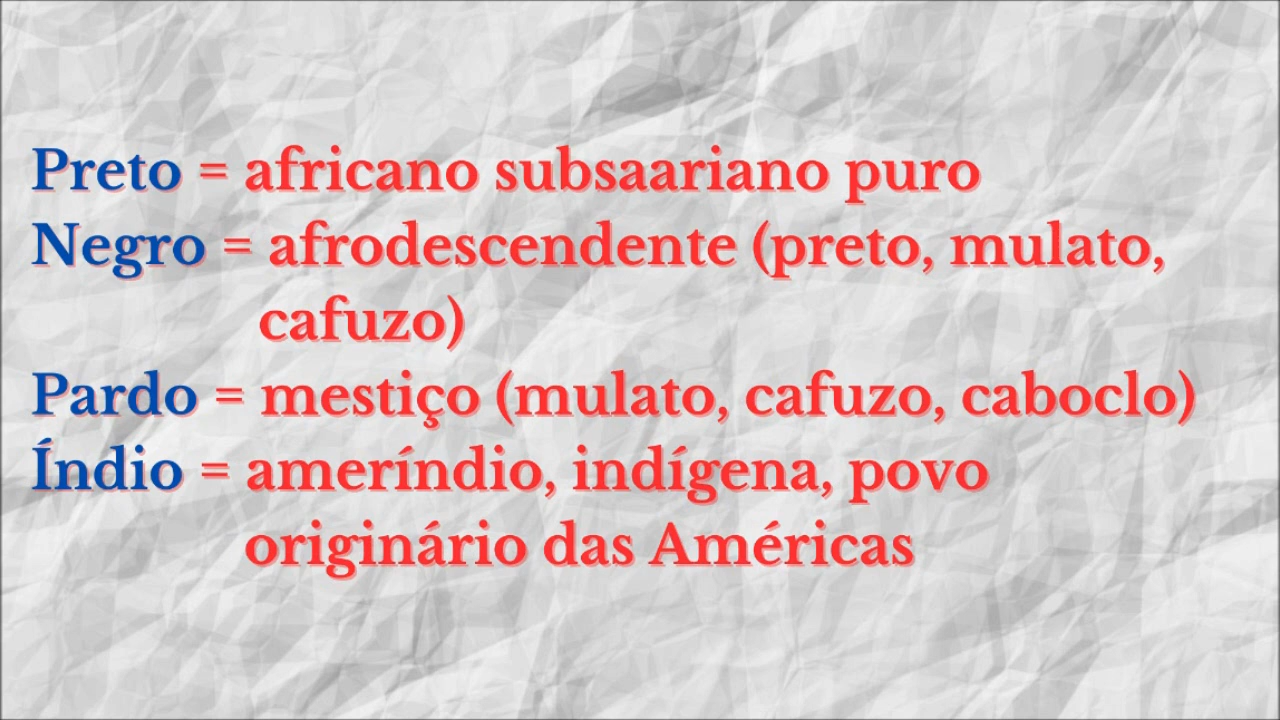 Preto = africano subsaariano puro
Negro = afrodescendente (preto, mulato,
cafuzo)
Pardo = mestiço (mulato, cafuzo, caboclo)
Índio = ameríndio, indígena, povo
originário das Américas